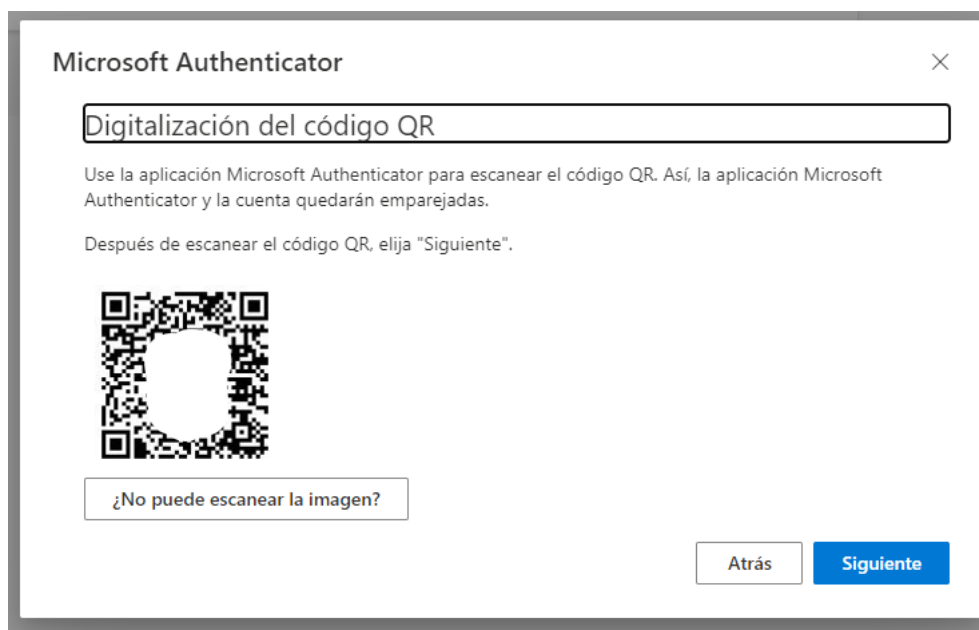 Microsoft Authenticator
Digitalización del código QR
Use la aplicación Microsoft Authenticator para escanear el código QR. Así, la aplicación Microsoft
Authenticator y la cuenta quedarán emparejadas.
Después de escanear el código QR, elija "Siguiente".
¿No puede escanear la imagen?
Atrás
Siguiente